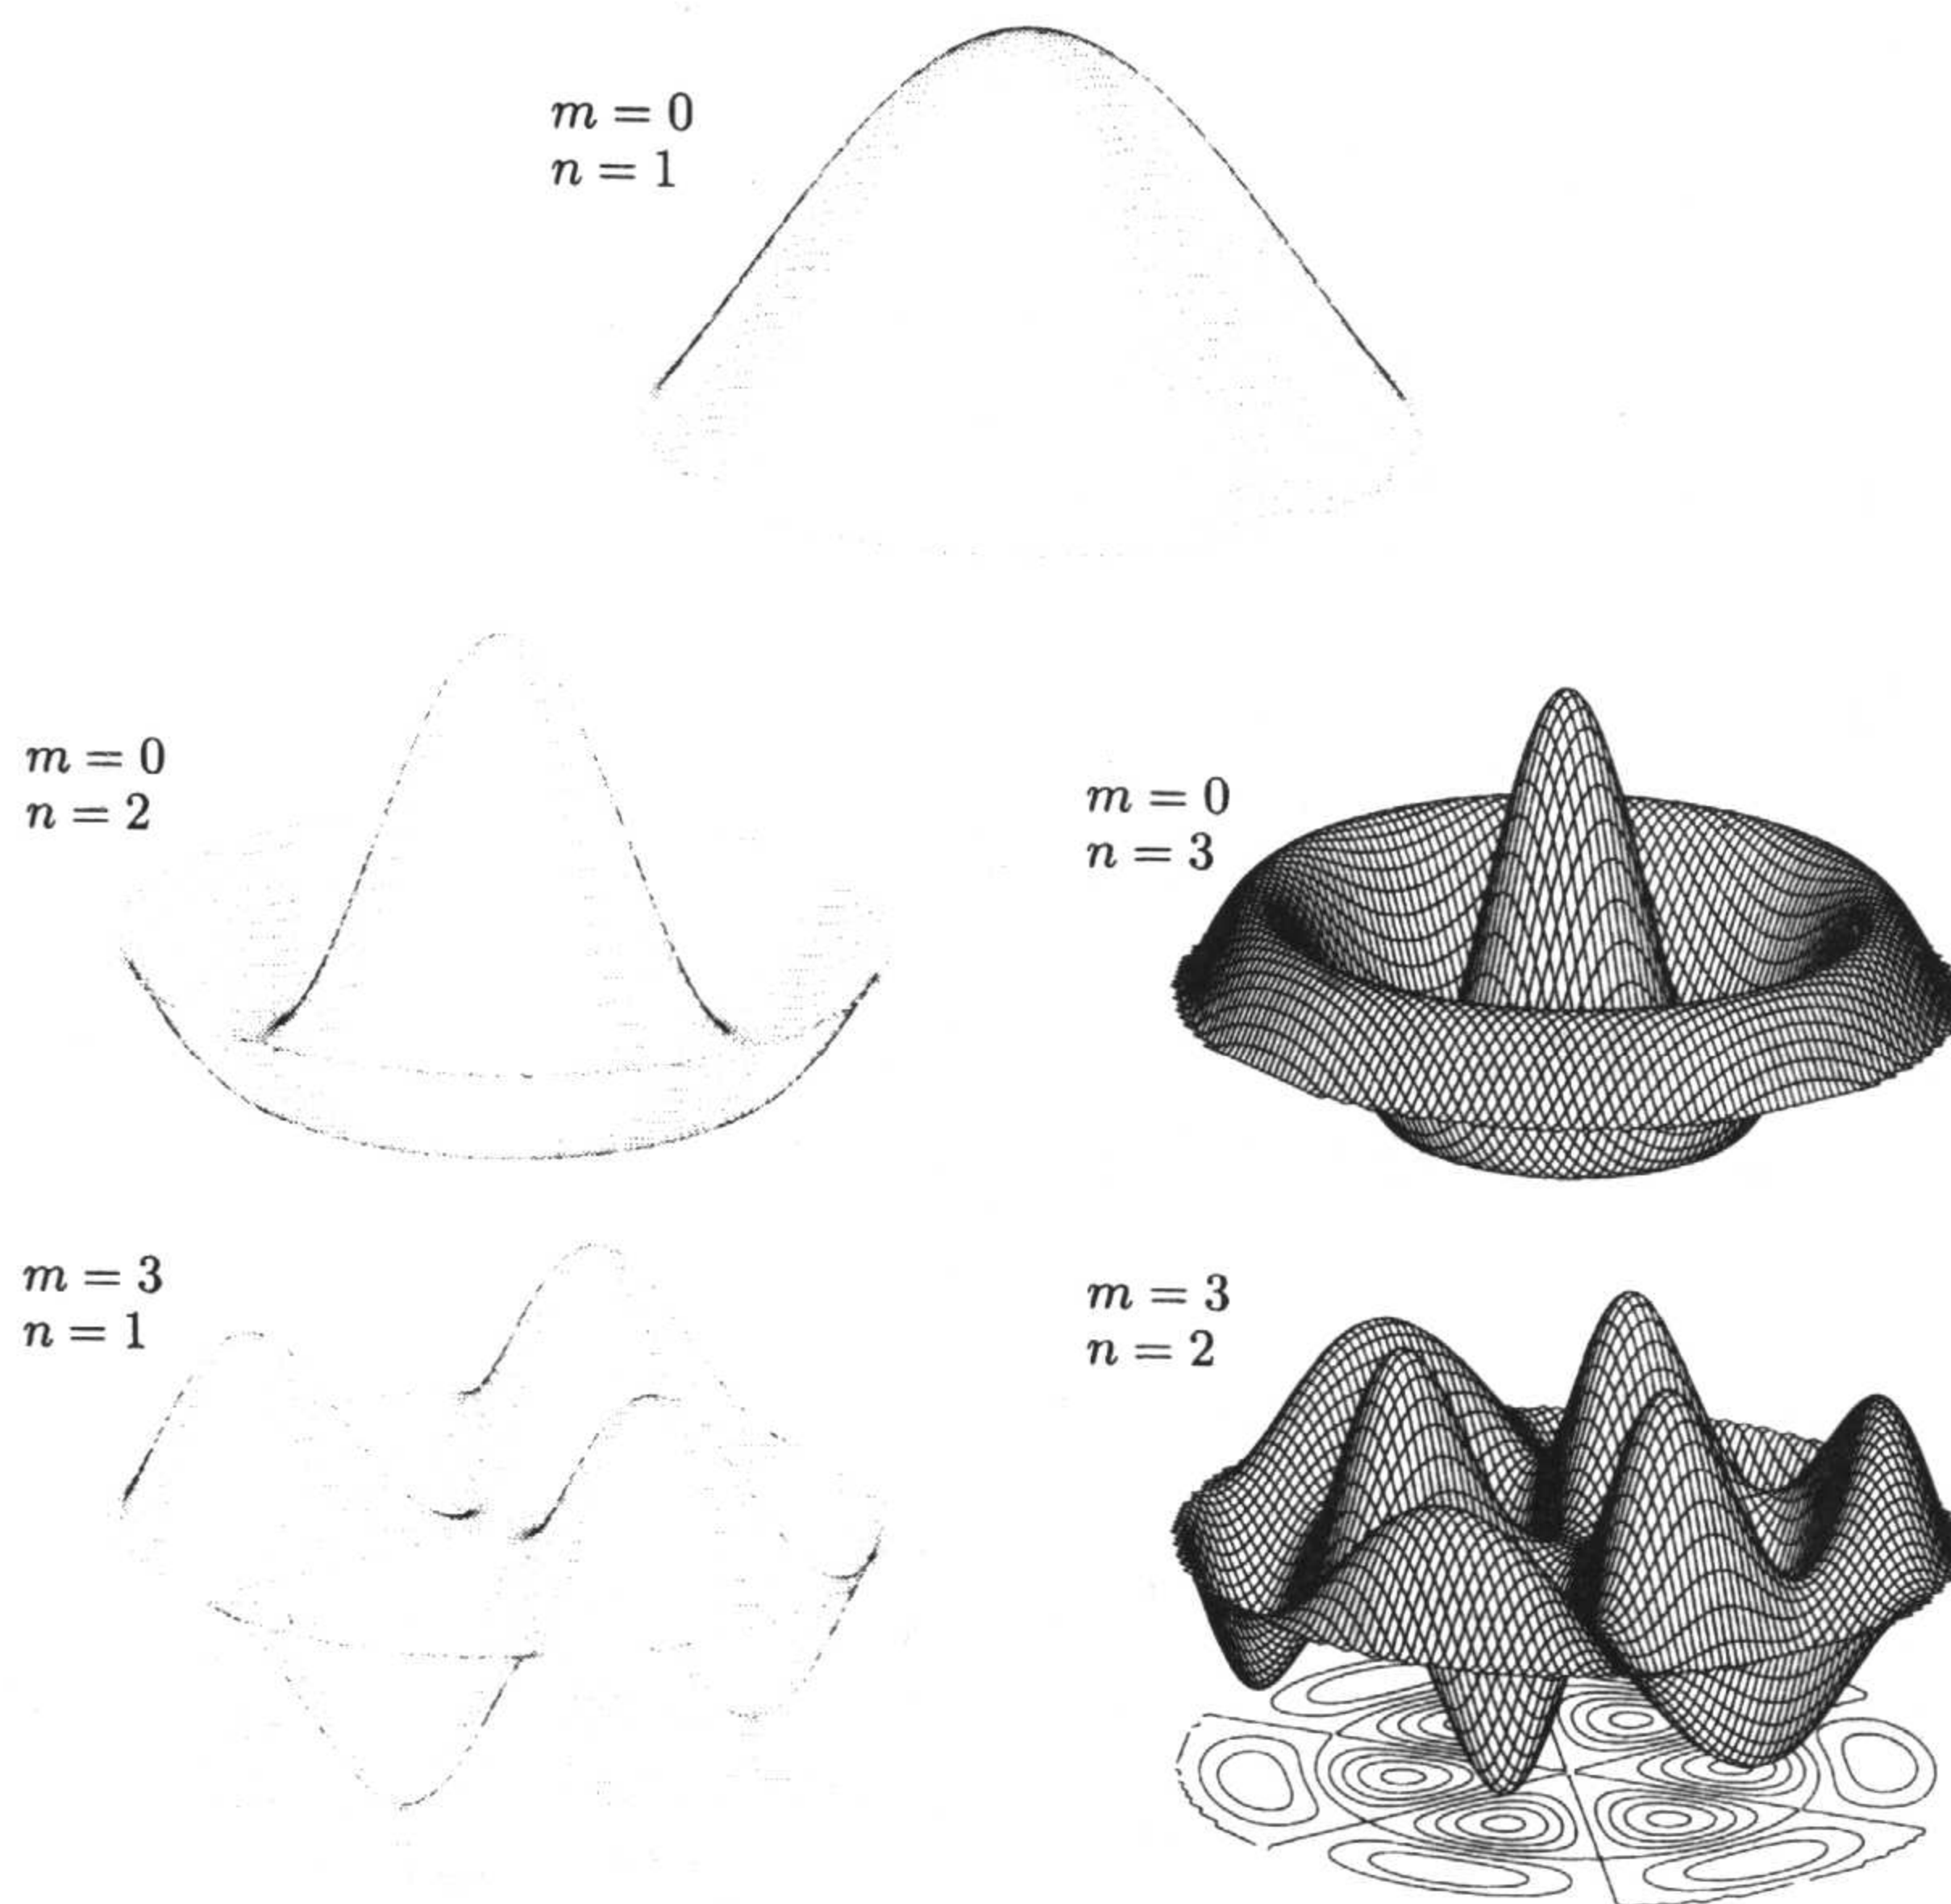 m = 0
n = 1
m = 0
n = 2
m = 0
n = 3
m = 3
n = 1
m = 3
n = 2